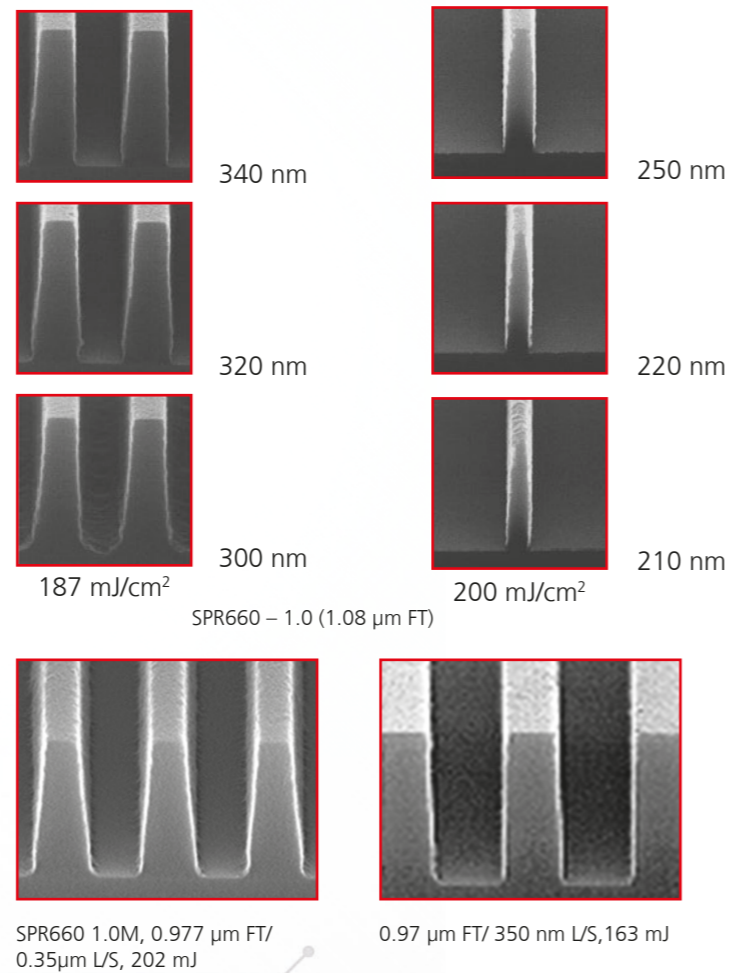 340 nm
250 nm
320 nm
220 nm
300 nm
210 nm
187 mJ/cm²
200 mJ/cm²
SPR660 – 1.0 (1.08 µm FT)
SPR660 1.0M, 0.977 µm FT/
0.35µm L/S, 202 mJ
0.97 µm FT/ 350 nm L/S,163 mJ